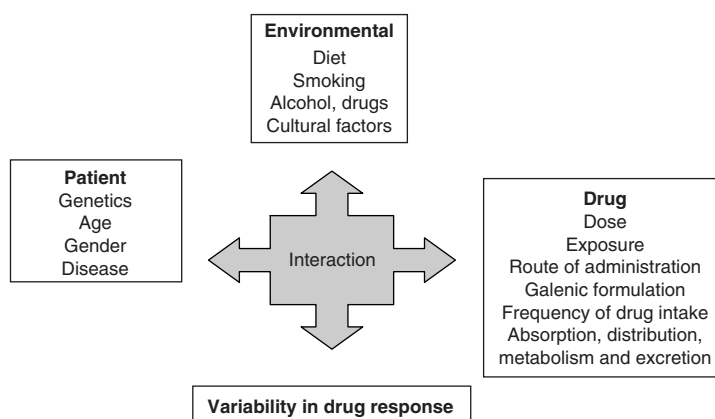 Environmental
Diet
Smoking
Alcohol, drugs
Cultural factors
Patient
Genetics
Age
Gender
Disease
Interaction
Drug
Dose
Exposure
Route of administration
Galenic formulation
Frequency of drug intake
Absorption, distribution,
metabolism and excretion
Variability in drug response